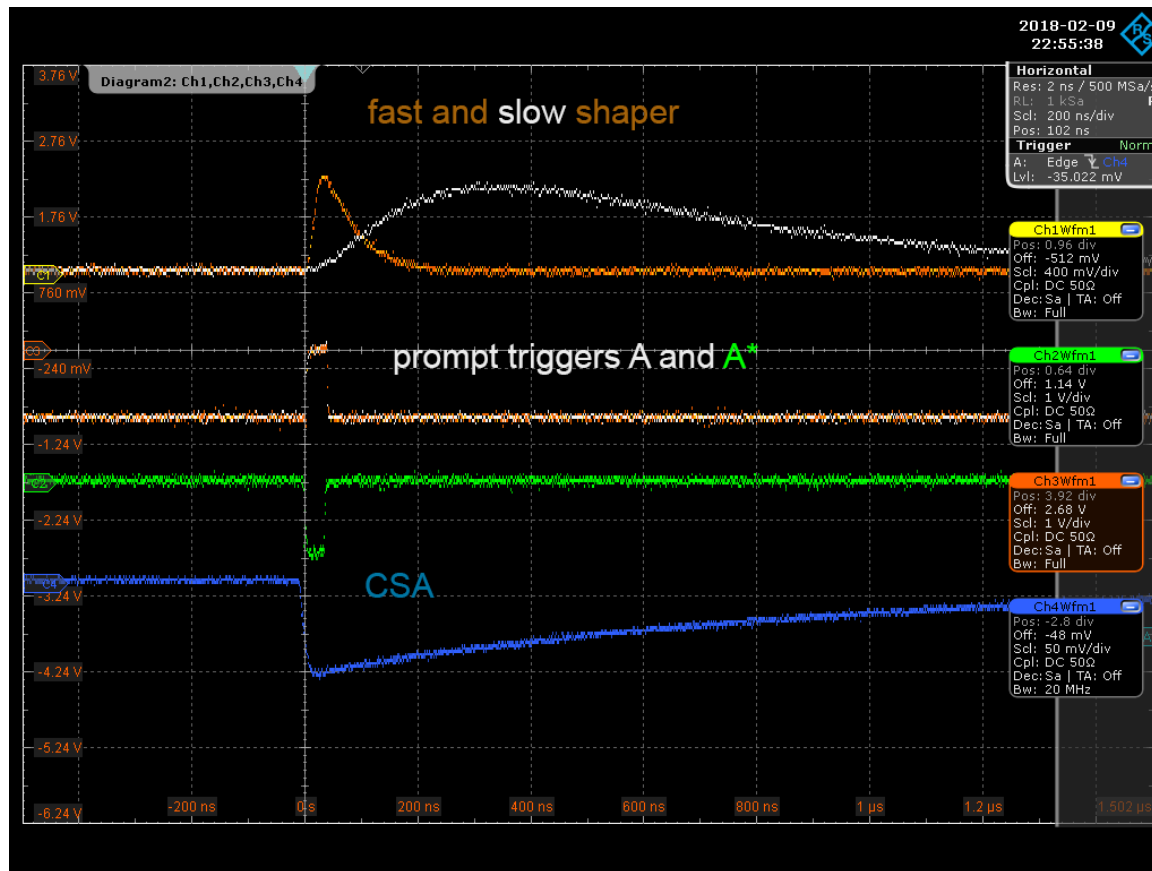 2018-02-09
22:55:38
R/S
3.76 V
Diagram2: Ch1,Ch2,Ch3,Ch4
fast and slow shaper
2.76 V
1.76 V
C1
760 mV
C3
prompt triggers A and A*
-240 mV
-1.24 V
C2
-2.24 V
C4
CSA
-3.24 V
-4.24 V
-5.24 V
-6.24 V
-200 ns
0 s
200 ns
400 ns
600 ns
800 ns
1 µs
1.2 µs
1.502 µs
Horizontal
Res: 2 ns / 500 MSa/s
RL: 1 kSa
Scl: 200 ns/div
Pos: 102 ns
Trigger Norm
A: Edge Ch4
Lvl: -35.022 mV
Ch1Wfm1
Pos: 0.96 div
Off: -512 mV
Scl: 400 mV/div
Cpl: DC 50Ω
Dec: Sa | TA: Off
Bw: Full
Ch2Wfm1
Pos: 0.64 div
Off: 1.14 V
Scl: 1 V/div
Cpl: DC 50Ω
Dec: Sa | TA: Off
Bw: Full
Ch3Wfm1
Pos: 3.92 div
Off: 2.68 V
Scl: 1 V/div
Cpl: DC 50Ω
Dec: Sa | TA: Off
Bw: Full
Ch4Wfm1
Pos: -2.8 div
Off: -48 mV
Scl: 50 mV/div
Cpl: DC 50Ω
Dec: Sa | TA: Off
Bw: 20 MHz